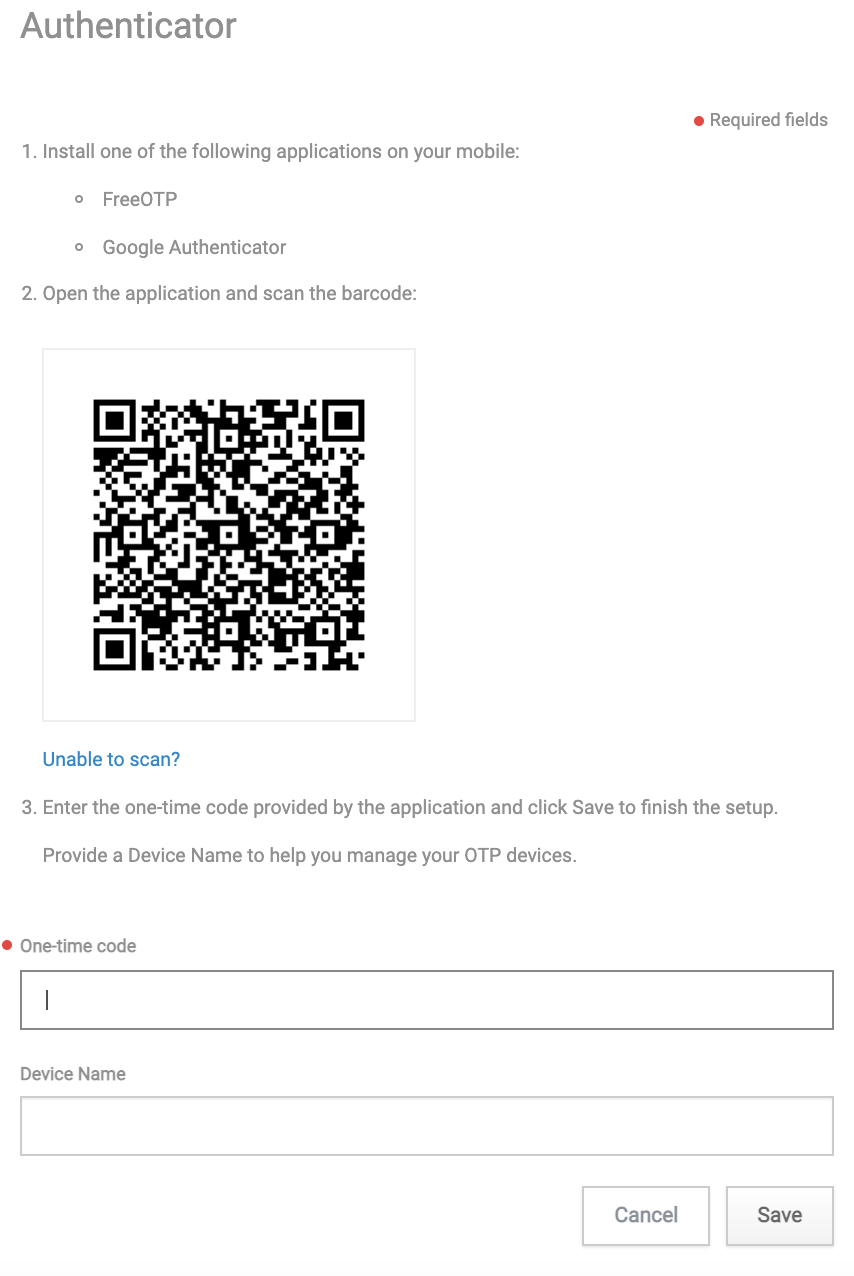 Authenticator
Required fields
1. Install one of the following applications on your mobile:
FreeOTP
Google Authenticator
2. Open the application and scan the barcode:
Unable to scan?
3. Enter the one-time code provided by the application and click Save to finish the setup.
Provide a Device Name to help you manage your OTP devices.
One-time code
Device Name
Cancel
Save